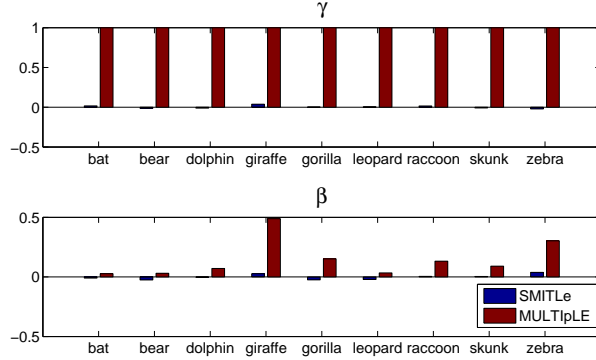 γ
1
0.5
0
−0.5
bat bear dolphin giraffe gorilla leopard raccoon skunk zebra
β
0.5
0
−0.5
bat bear dolphin giraffe gorilla leopard raccoon skunk zebra
SMITLe
MULTIpLE